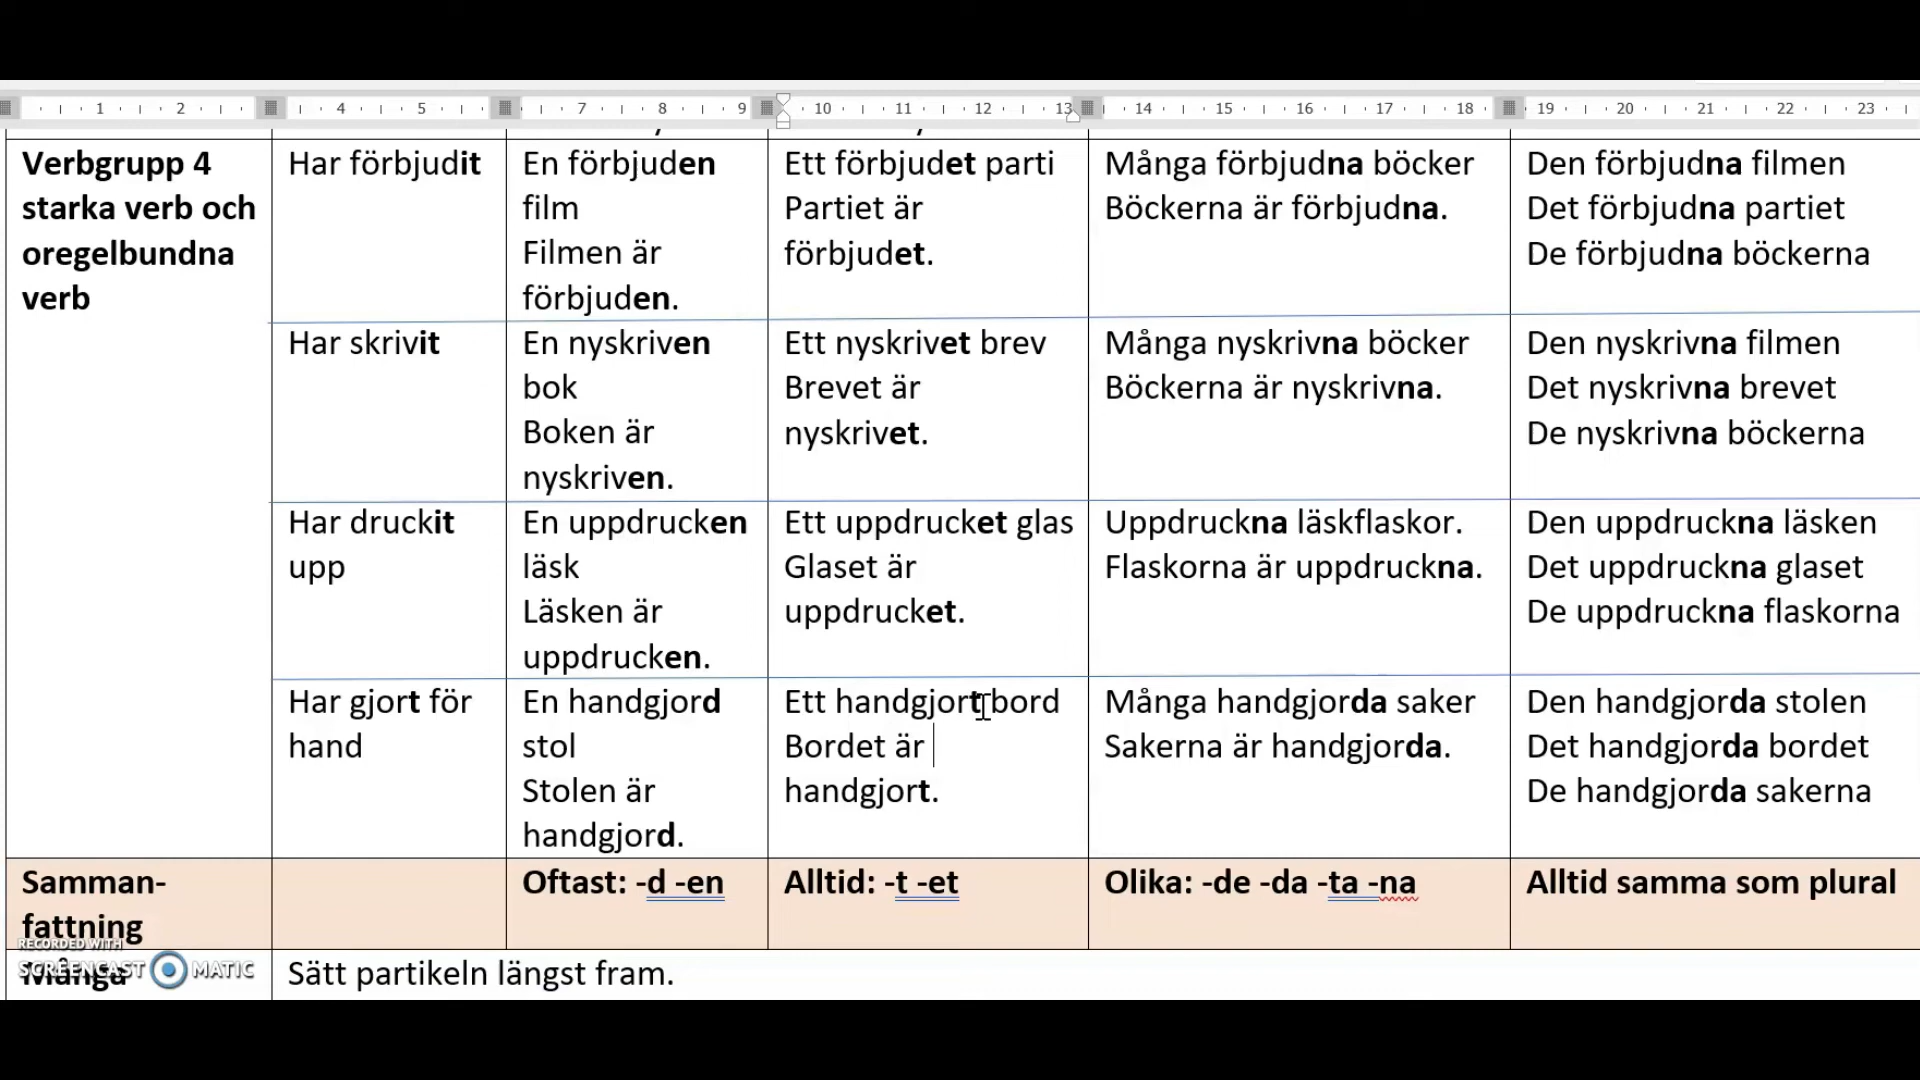 1 2 4 5 7 8 9 10 11 12 13 14 15 16 17 18 19 20 21 22 23
Verbgrupp 4
starka verb och
oregelbundna
verb
Har förbjudit
En förbjuden
film
Filmen är
förbjuden.
Ett förbjudet parti
Partiet är
förbjudet.
Många förbjudna böcker
Böckerna är förbjudna.
Den förbjudna filmen
Det förbjudna partiet
De förbjudna böckerna
Har skrivit
En nyskriven
bok
Boken är
nyskriven.
Ett nyskrivet brev
Brevet är
nyskrivet.
Många nyskrivna böcker
Böckerna är nyskrivna.
Den nyskrivna filmen
Det nyskrivna brevet
De nyskrivna böckerna
Har druckit
upp
En uppdrucken
läsk
Läsken är
uppdrucken.
Ett uppdrucket glas
Glaset är
uppdrucket.
Uppdruckna läskflaskor.
Flaskorna är uppdruckna.
Den uppdruckna läsken
Det uppdruckna glaset
De uppdruckna flaskorna
Har gjort för
hand
En handgjord
stol
Stolen är
handgjord.
Ett handgjort bord
Bordet är
handgjort.
Många handgjorda saker
Sakerna är handgjorda.
Den handgjorda stolen
Det handgjorda bordet
De handgjorda sakerna
Samman-
fattning
Oftast: -d -en
Alltid: -t -et
Olika: -de -da -ta -na
Alltid samma som plural
RECORDED WITH
SCREENCAST MATIC
Många
Sätt partikeln längst fram.